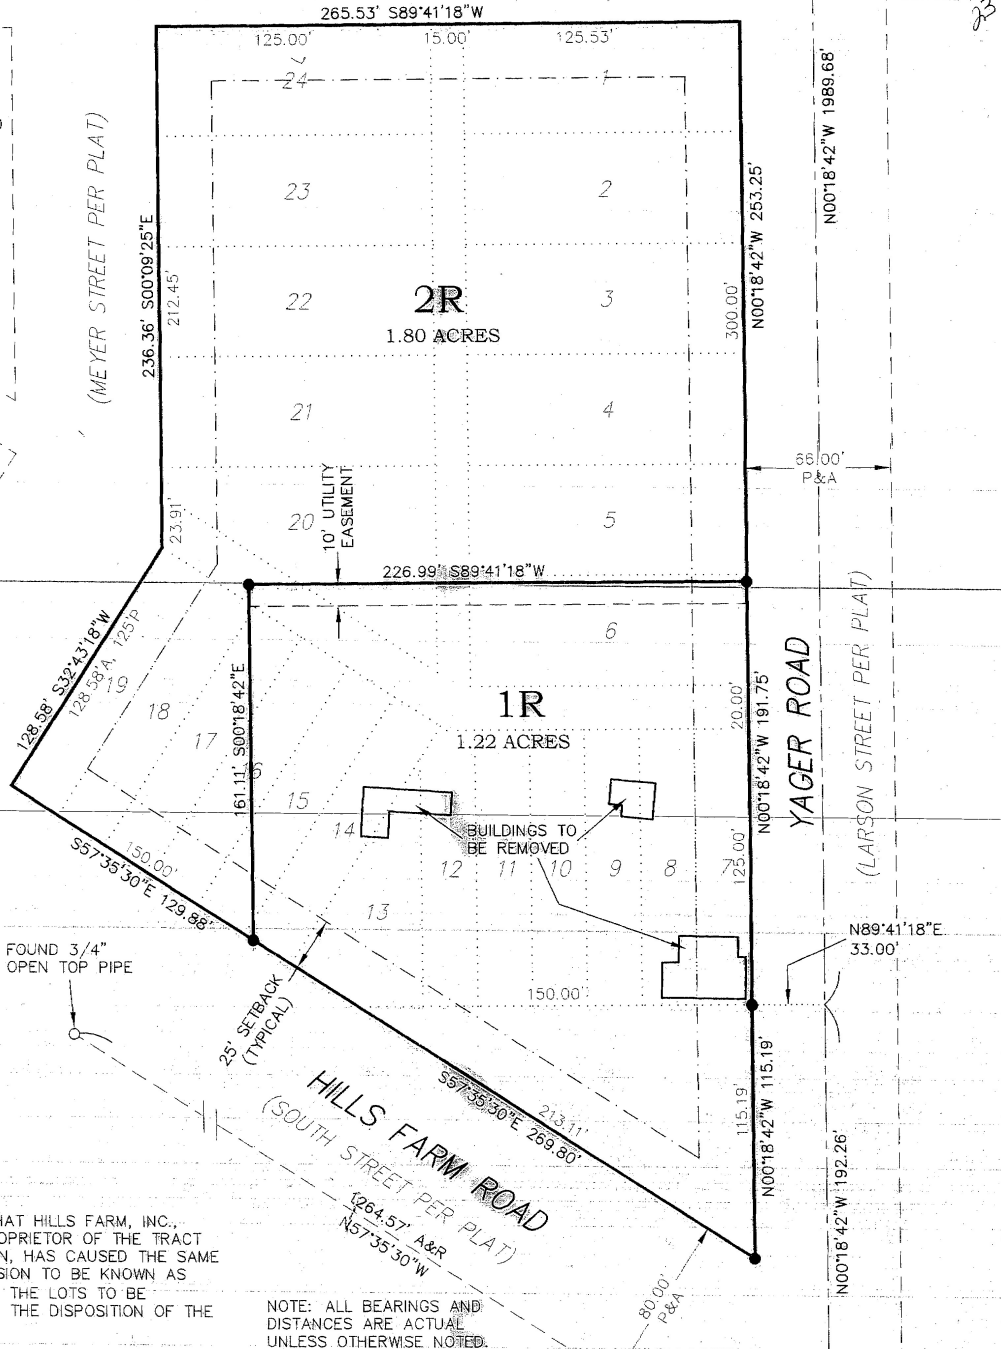 23
265.53' S89°41'18"W
125.00'
15.00'
125.53'
24
1
(MEYER STREET PER PLAT)
236.36' S00°09'25"E
212.45'
23
2
22
3
2R
1.80 ACRES
300.00'
N00°18'42"W 253.25'
N00°18'42"W 1989.68'
21
4
66.00'
P&A
20
5
23.91'
10' UTILITY
EASEMENT
226.99' S89°41'18"W
6
128.58' S32°43'18"W
128.58'A, 125'P
19
18
17
16
15
14
161.11' S00°18'42"E
1R
1.22 ACRES
20.00'
N00°18'42"W 191.75'
YAGER ROAD
(LARSON STREET PER PLAT)
BUILDINGS TO
BE REMOVED
12
11
10
9
8
7
125.00'
13
150.00'
S57°35'30"E 129.88'
FOUND 3/4"
OPEN TOP PIPE
N89°41'18"E
33.00'
150.00'
25' SETBACK
(TYPICAL)
115.19'
N00°18'42"W 115.19'
N00°18'42"W 192.26'
213.11'
S57°35'30"E 269.80'
HILLS FARM ROAD
(SOUTH STREET PER PLAT)
1264.57' A&R
N57°35'30"W
80.00'
P&A
HAT HILLS FARM, INC.,
OPRIETOR OF THE TRACT
N, HAS CAUSED THE SAME
SION TO BE KNOWN AS
THE LOTS TO BE
THE DISPOSITION OF THE
NOTE: ALL BEARINGS AND
DISTANCES ARE ACTUAL
UNLESS OTHERWISE NOTED.